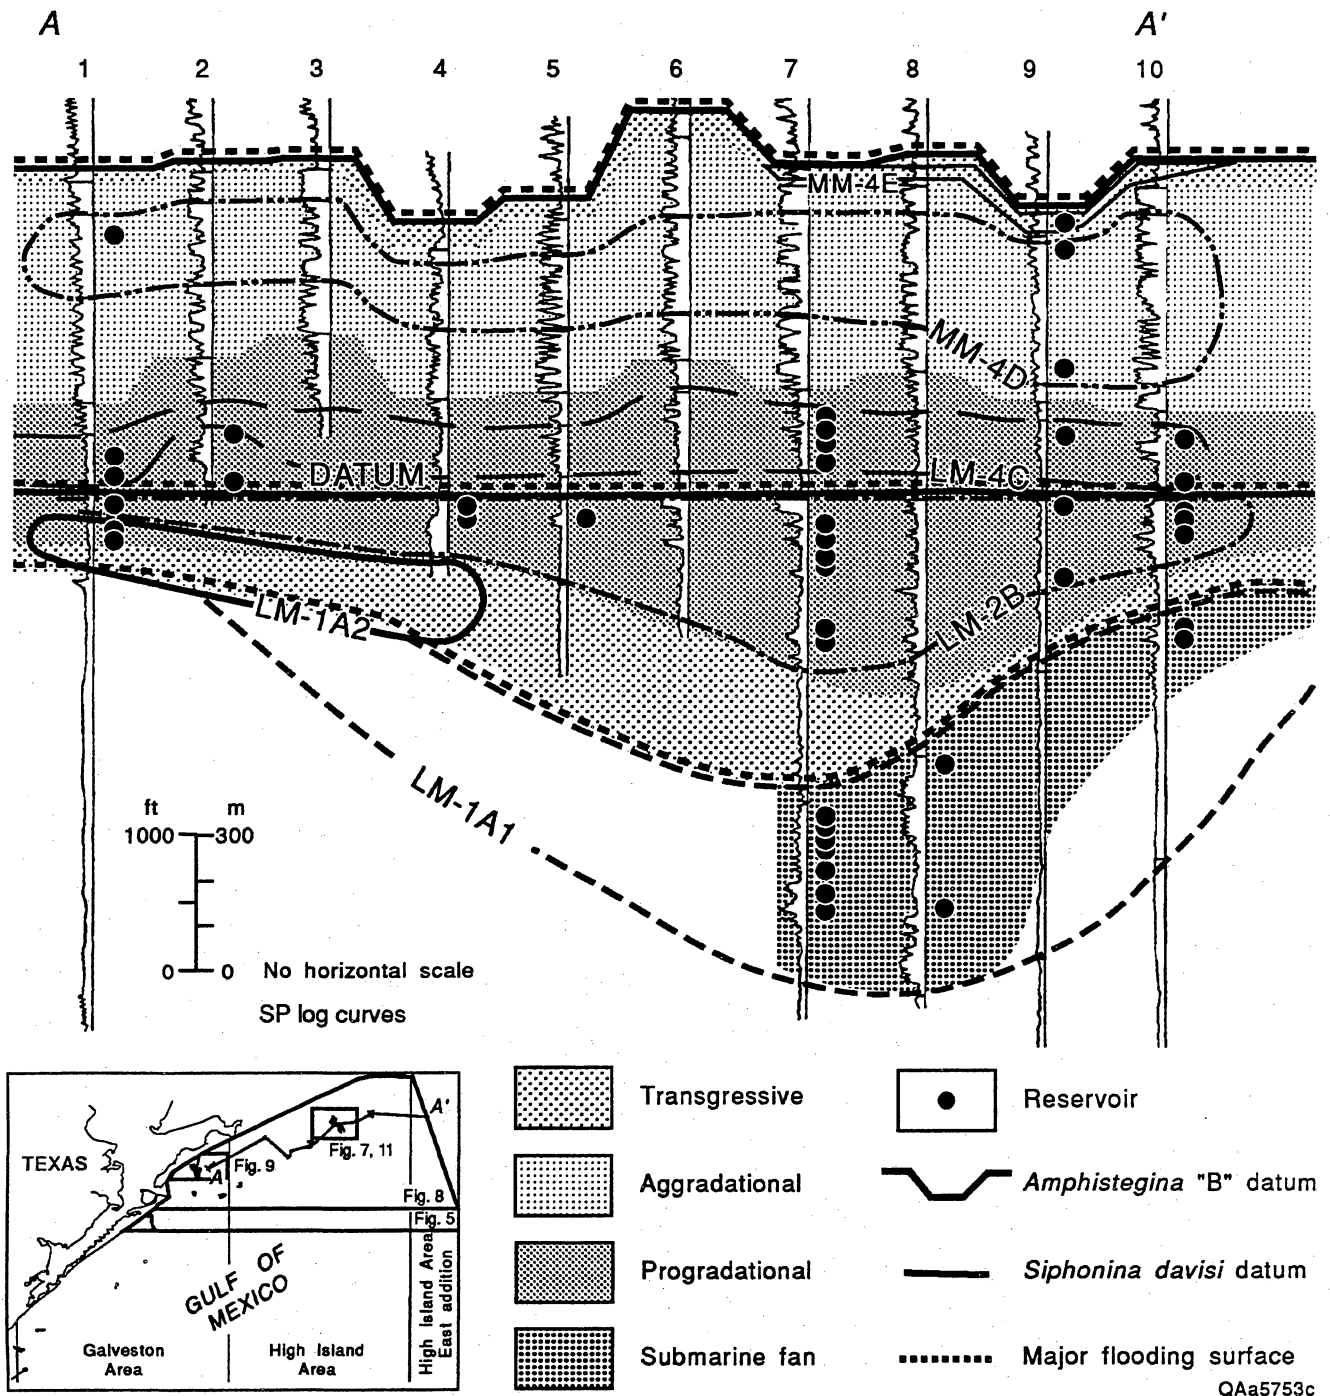 A A'
1 2 3 4 5 6 7 8 9 10
MM-4E
MM-4D
DATUM LM-4C
LM-2B
LM-1A2
LM-1A1
ft m
1000 300
0 0 No horizontal scale
SP log curves
TEXAS
A'
Fig. 7, 11
Fig. 9
A
Fig. 8
Fig. 5
GULF OF
MEXICO
Galveston
Area
High Island
Area
High Island Area
East addition
Transgressive
Aggradational
Progradational
Submarine fan
Reservoir
Amphistegina "B" datum
Siphonina davisi datum
Major flooding surface
QAa5753c